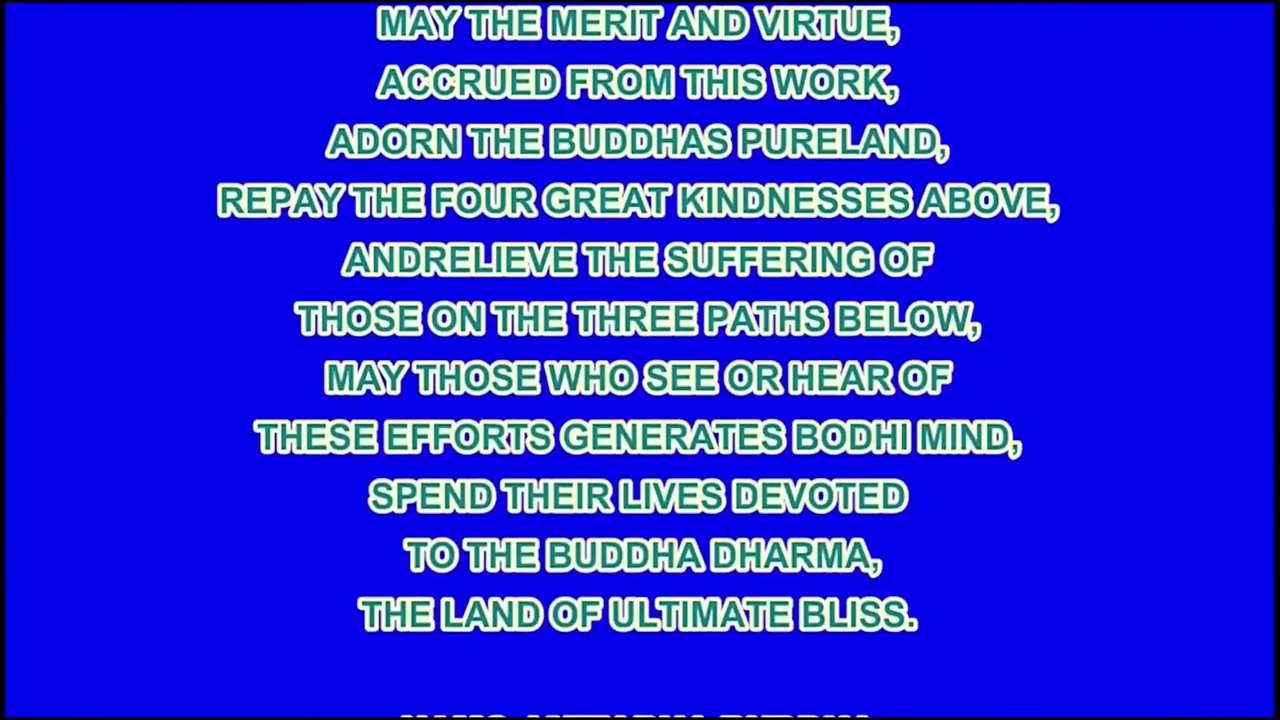 MAY THE MERIT AND VIRTUE,
ACCRUED FROM THIS WORK,
ADORN THE BUDDHAS PURELAND,
REPAY THE FOUR GREAT KINDNESSES ABOVE,
ANDRELIEVE THE SUFFERING OF
THOSE ON THE THREE PATHS BELOW,
MAY THOSE WHO SEE OR HEAR OF
THESE EFFORTS GENERATES BODHI MIND,
SPEND THEIR LIVES DEVOTED
TO THE BUDDHA DHARMA,
THE LAND OF ULTIMATE BLISS.